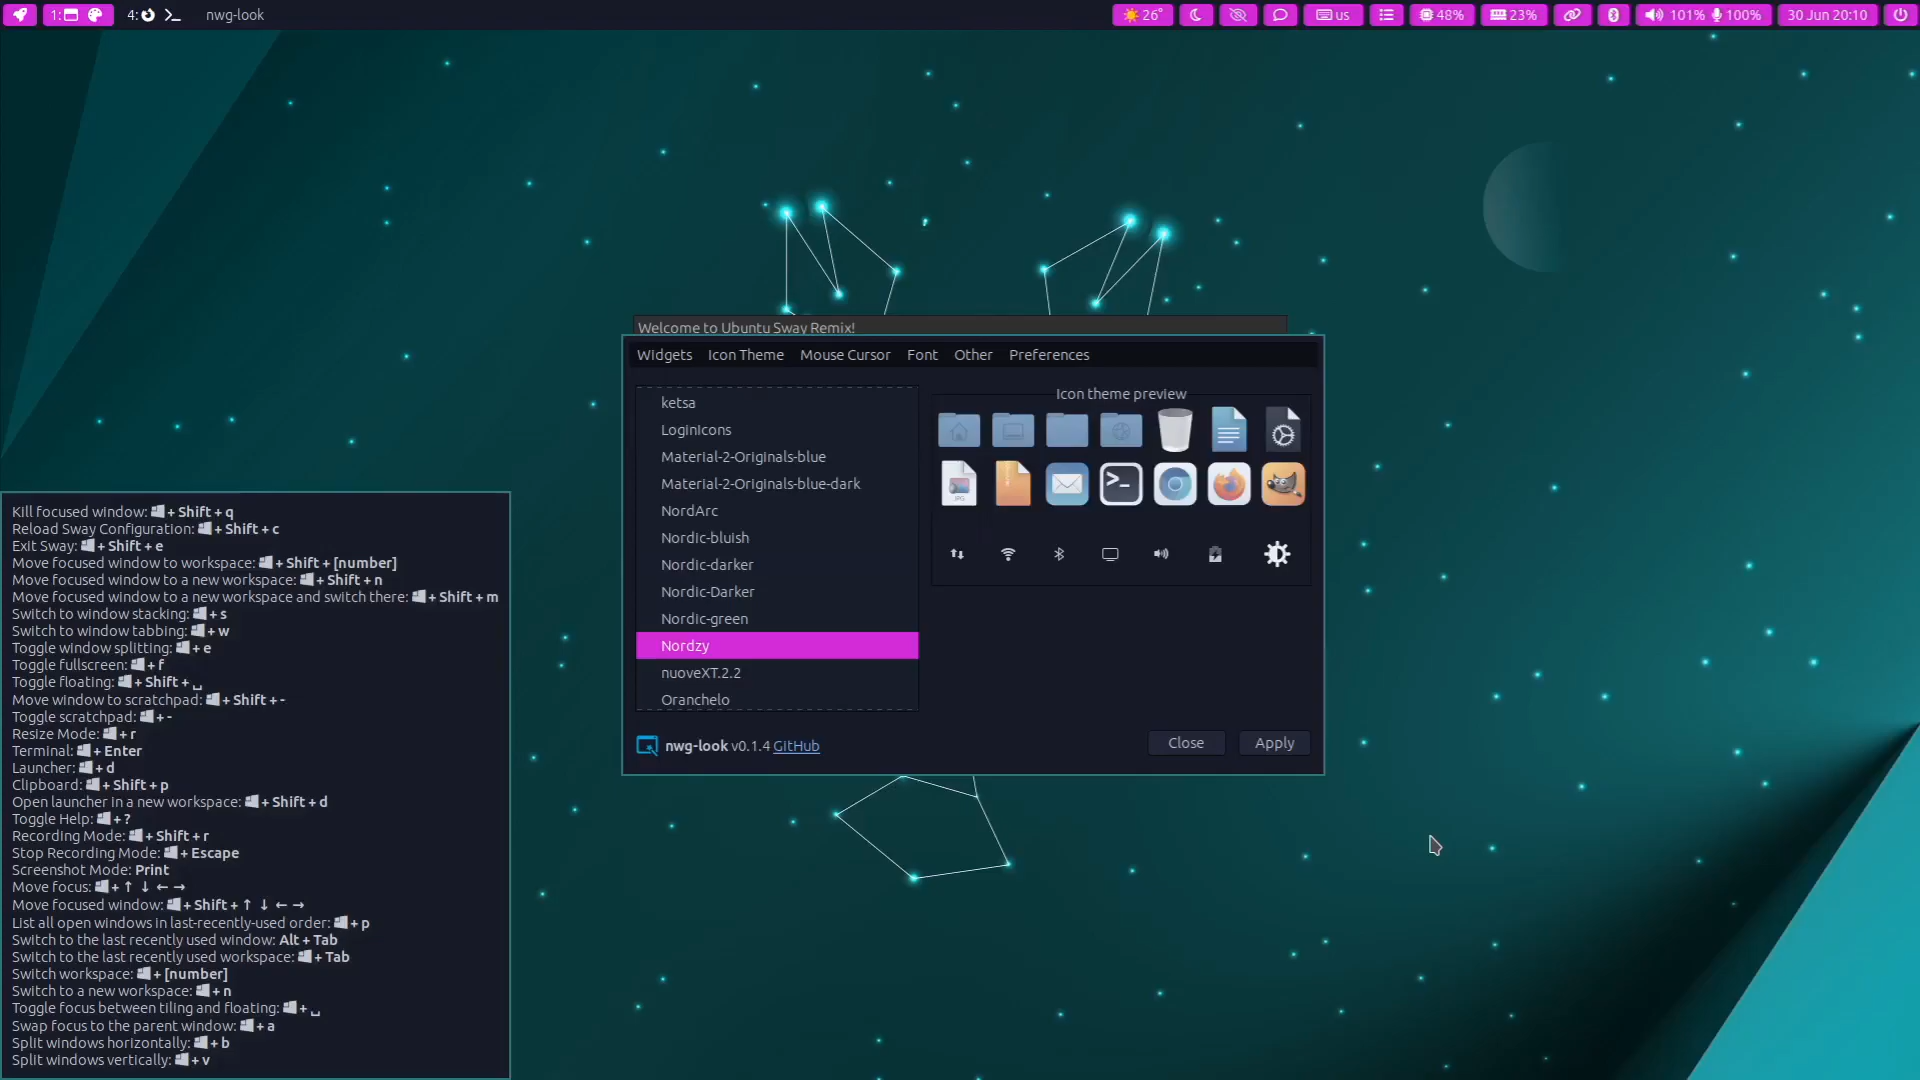 1:
4:
nwg-look
26°
us
48%
23%
101%
100%
30 Jun 20:10
Welcome to Ubuntu Sway Remix!
Widgets Icon Theme Mouse Cursor Font Other Preferences
ketsa
LoginIcons
Material-2-Originals-blue
Material-2-Originals-blue-dark
NordArc
Nordic-bluish
Nordic-darker
Nordic-Darker
Nordic-green
Nordzy
nuoveXT.2.2
Oranchelo
Icon theme preview
JPG
nwg-look v0.1.4 GitHub
Close
Apply
Kill focused window: + Shift + q
Reload Sway Configuration: + Shift + c
Exit Sway: + Shift + e
Move focused window to workspace: + Shift + [number]
Move focused window to a new workspace: + Shift + n
Move focused window to a new workspace and switch there: + Shift + m
Switch to window stacking: + s
Switch to window tabbing: + w
Toggle window splitting: + e
Toggle fullscreen: + f
Toggle floating: + Shift + ␣
Move window to scratchpad: + Shift + -
Toggle scratchpad: + -
Resize Mode: + r
Terminal: + Enter
Launcher: + d
Clipboard: + Shift + p
Open launcher in a new workspace: + Shift + d
Toggle Help: + ?
Recording Mode: + Shift + r
Stop Recording Mode: + Escape
Screenshot Mode: Print
Move focus: + ↑ ↓ ← →
Move focused window: + Shift + ↑ ↓ ← →
List all open windows in last-recently-used order: + p
Switch to the last recently used window: Alt + Tab
Switch to the last recently used workspace: + Tab
Switch workspace: + [number]
Switch to a new workspace: + n
Toggle focus between tiling and floating: + ␣
Swap focus to the parent window: + a
Split windows horizontally: + b
Split windows vertically: + v